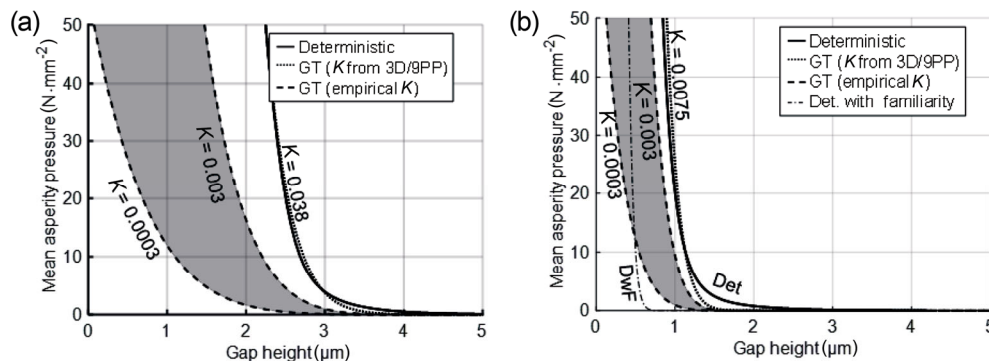 (a)
50
40
30
20
10
0
Mean asperity pressure (N·mm-2)
Deterministic
GT (K from 3D/9PP)
GT (empirical K)
K = 0.0003
K = 0.003
K = 0.038
0 1 2 3 4 5
Gap height (µm)
(b)
50
40
30
20
10
0
Mean asperity pressure (N·mm-2)
Deterministic
GT (K from 3D/9PP)
GT (empirical K)
Det. with familiarity
K = 0.0003
K = 0.003
K = 0.0075
DwF
Det
0 1 2 3 4 5
Gap height (µm)